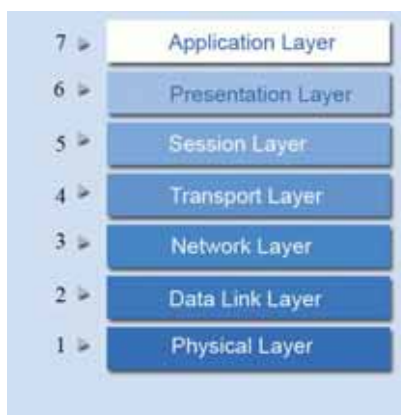 7 Application Layer
6 Presentation Layer
5 Session Layer
4 Transport Layer
3 Network Layer
2 Data Link Layer
1 Physical Layer